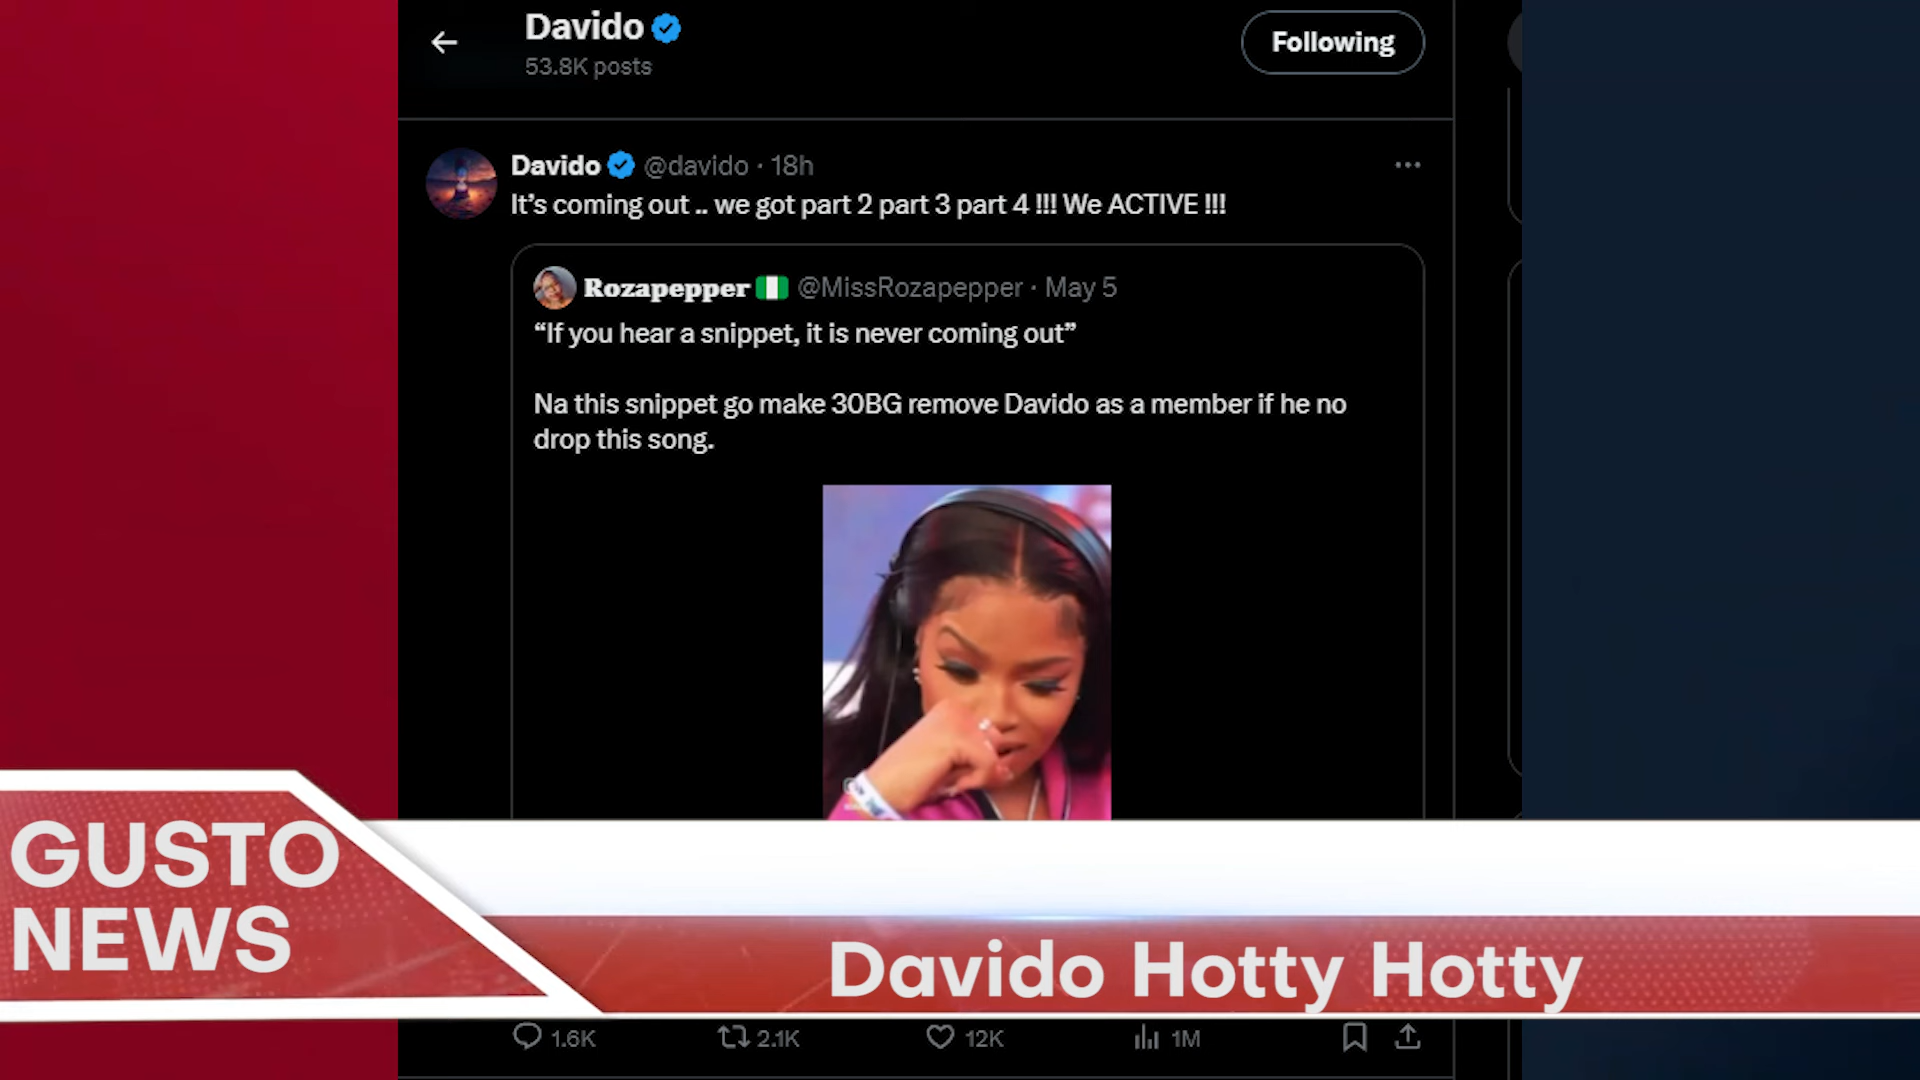 Davido
53.8K posts
Following
Davido @davido · 18h
It's coming out .. we got part 2 part 3 part 4 !!! We ACTIVE !!!
Rozapepper 🇳🇬 @MissRozapepper · May 5
“If you hear a snippet, it is never coming out”
Na this snippet go make 30BG remove Davido as a member if he no
drop this song.
GUSTO
NEWS
Davido Hotty Hotty
1.6K 2.1K 12K 1M